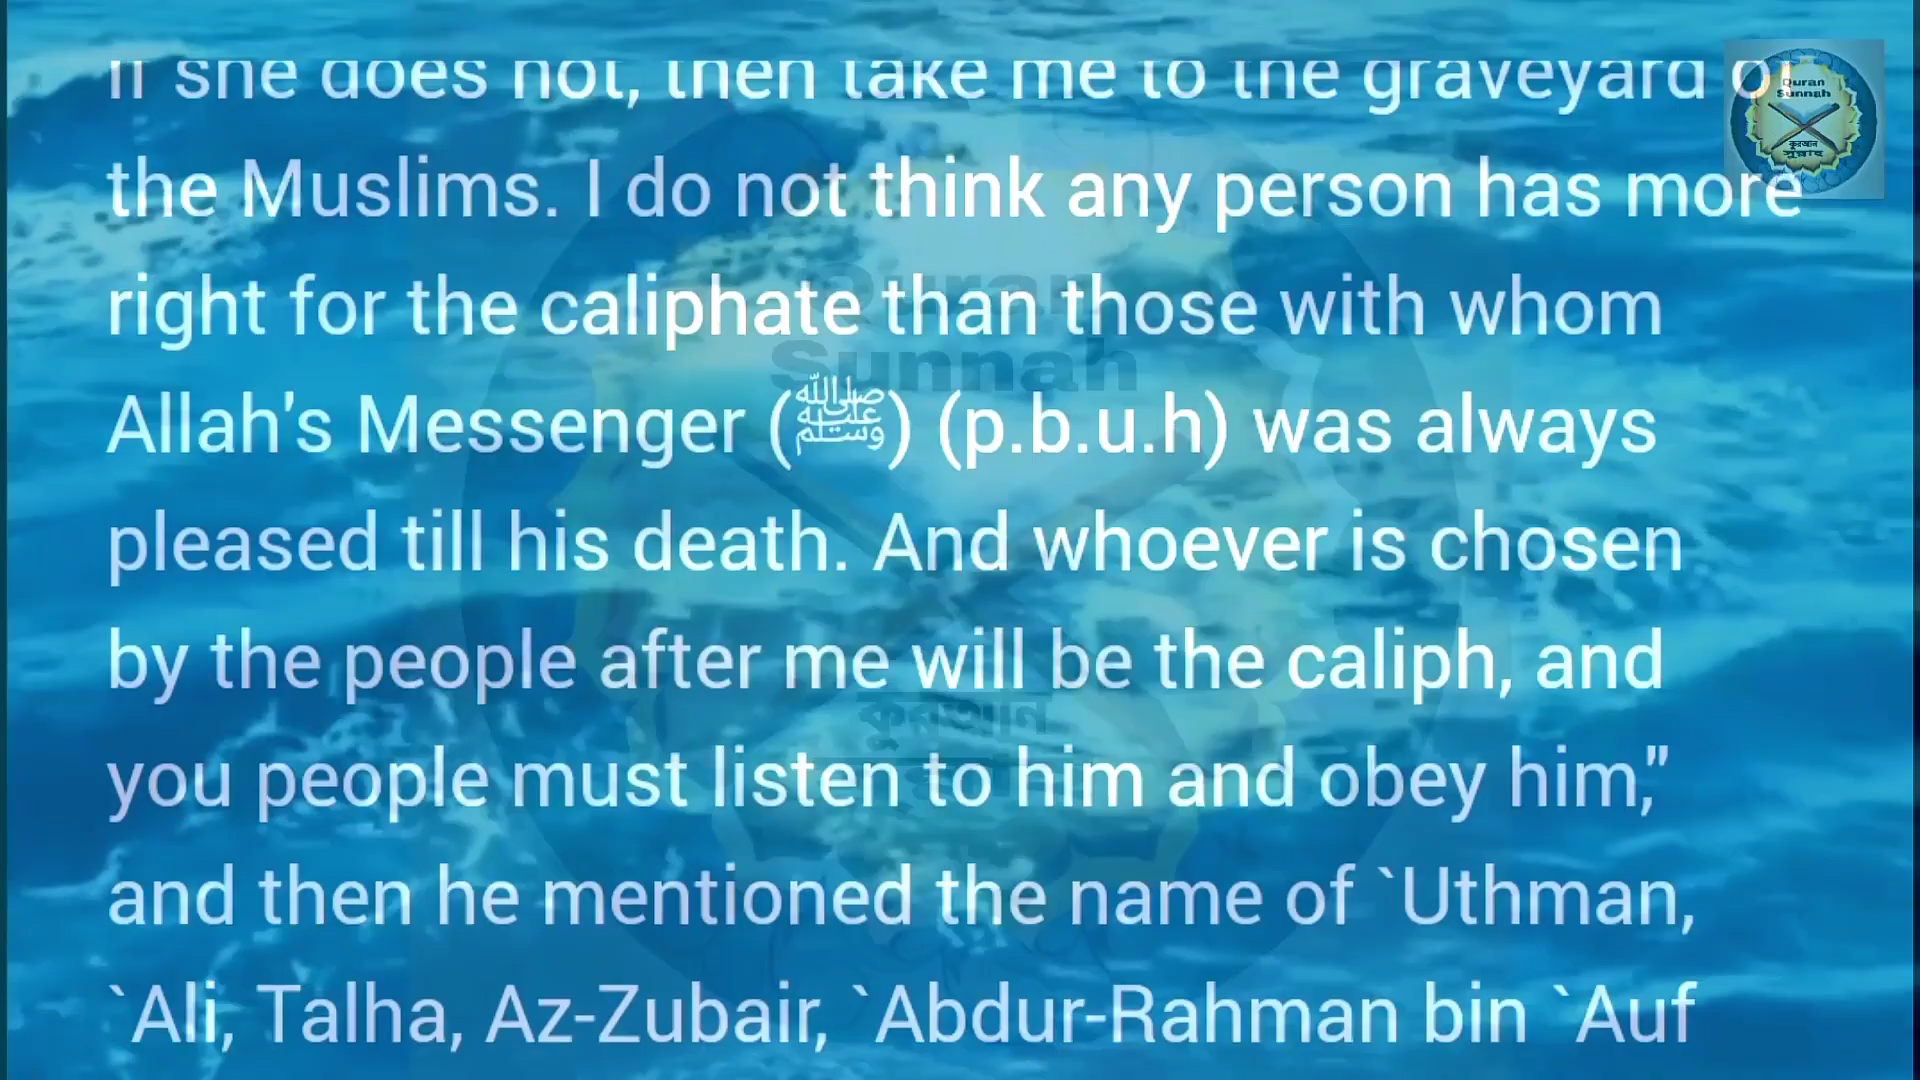 If she does not, then take me to the graveyard of
the Muslims. I do not think any person has more
right for the caliphate than those with whom
Allah's Messenger (ﷺ) (p.b.u.h) was always
pleased till his death. And whoever is chosen
by the people after me will be the caliph, and
you people must listen to him and obey him,"
and then he mentioned the name of `Uthman,
`Ali, Talha, Az-Zubair, `Abdur-Rahman bin `Auf
Quran
Sunnah
কুরআন
সুন্নাহ
Quran
Sunnah
কুরআন